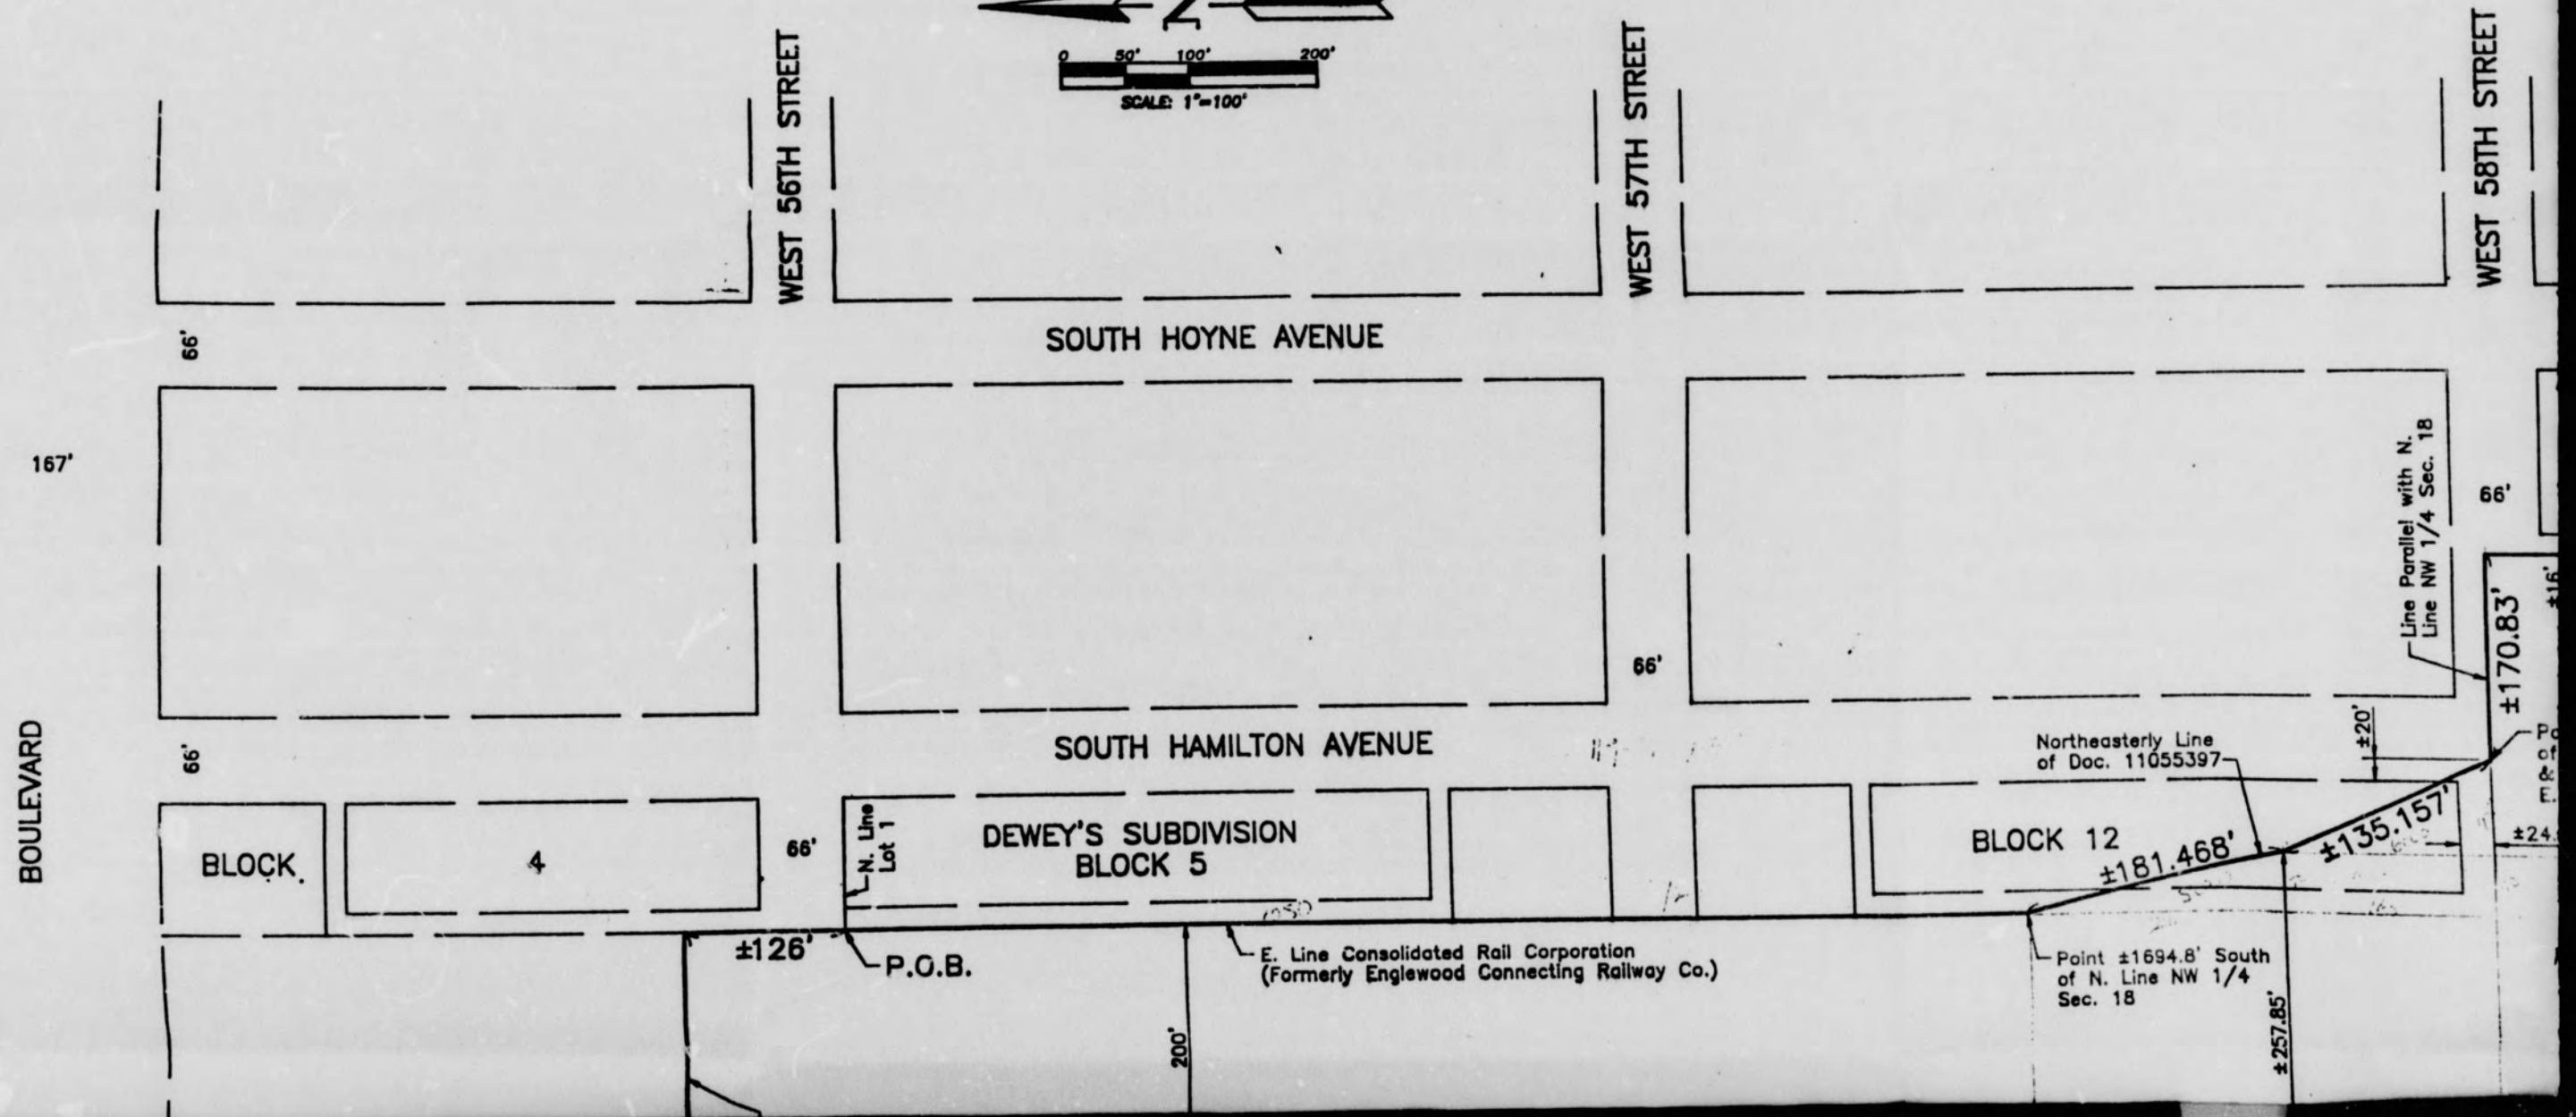 N
0 50' 100' 200'
SCALE: 1"=100'
WEST 56TH STREET
WEST 57TH STREET
WEST 58TH STREET
66'
SOUTH HOYNE AVENUE
167'
Line Parallel with N.
Line NW 1/4 Sec. 18
66'
±16'
±170.83'
66'
BOULEVARD
66'
SOUTH HAMILTON AVENUE
Northeasterly Line
of Doc. 11055397
±20'
of
&
E.
±24.
BLOCK
4
66'
N. Line
Lot 1
DEWEY'S SUBDIVISION
BLOCK 5
BLOCK 12
±181.468'
±135.157'
1050
±126'
P.O.B.
E. Line Consolidated Rail Corporation
(Formerly Englewood Connecting Railway Co.)
Point ±1694.8' South
of N. Line NW 1/4
Sec. 18
200'
±257.85'